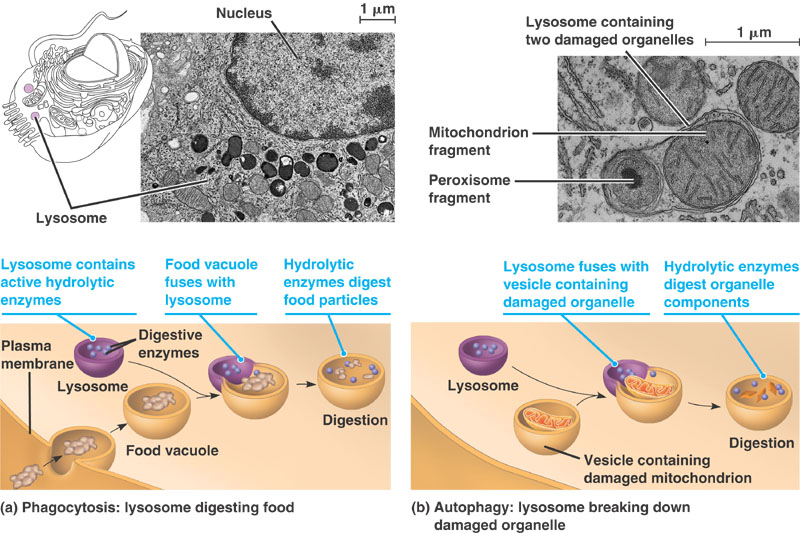 Nucleus
1 µm
Lysosome
Lysosome containing
two damaged organelles
1 µm
Mitochondrion
fragment
Peroxisome
fragment
Lysosome contains
active hydrolytic
enzymes
Food vacuole
fuses with
lysosome
Hydrolytic
enzymes digest
food particles
Plasma
membrane
Digestive
enzymes
Lysosome
Food vacuole
Digestion
(a) Phagocytosis: lysosome digesting food
Lysosome fuses with
vesicle containing
damaged organelle
Hydrolytic enzymes
digest organelle
components
Lysosome
Vesicle containing
damaged mitochondrion
Digestion
(b) Autophagy: lysosome breaking down
damaged organelle